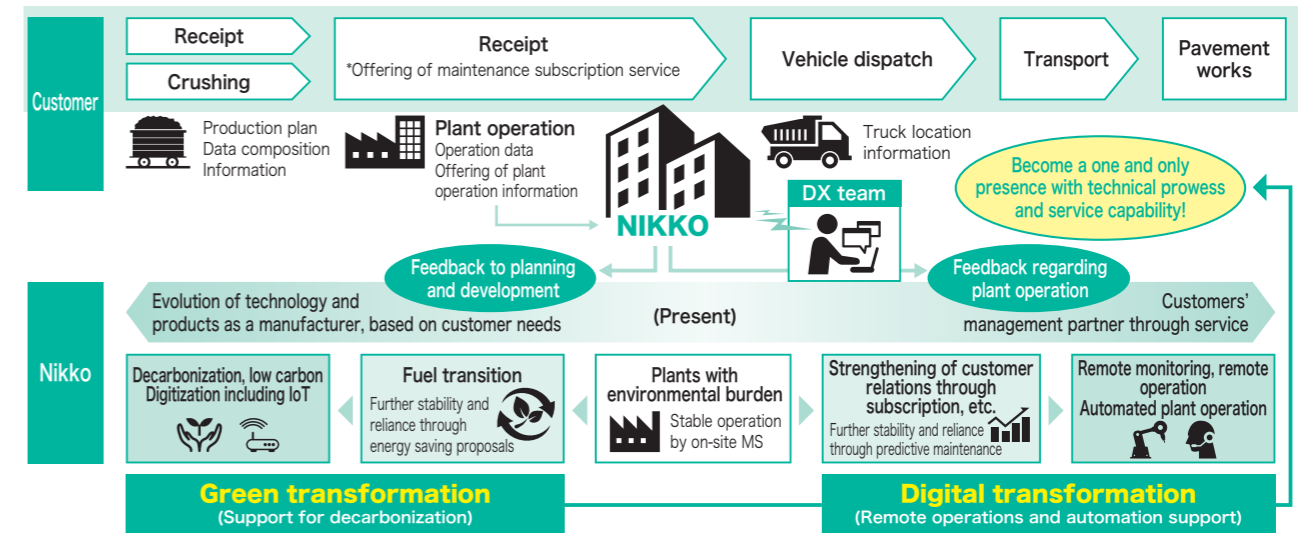 Customer
Receipt
Crushing
Receipt
*Offering of maintenance subscription service
Vehicle dispatch
Transport
Pavement
works
Production plan
Data composition
Information
Plant operation
Operation data
Offering of plant
operation information
NIKKO
DX team
Truck location
information
Become a one and only
presence with technical prowess
and service capability!
Feedback to planning
and development
Feedback regarding
plant operation
Nikko
Evolution of technology and
products as a manufacturer, based on customer needs
(Present)
Customers'
management partner through service
Decarbonization, low carbon
Digitization including IoT
Fuel transition
Further stability and
reliance through
energy saving proposals
Plants with
environmental burden
Stable operation
by on-site MS
Strengthening of customer
relations through
subscription, etc.
Further stability and reliance
through predictive maintenance
Remote monitoring, remote
operation
Automated plant operation
Green transformation
(Support for decarbonization)
Digital transformation
(Remote operations and automation support)